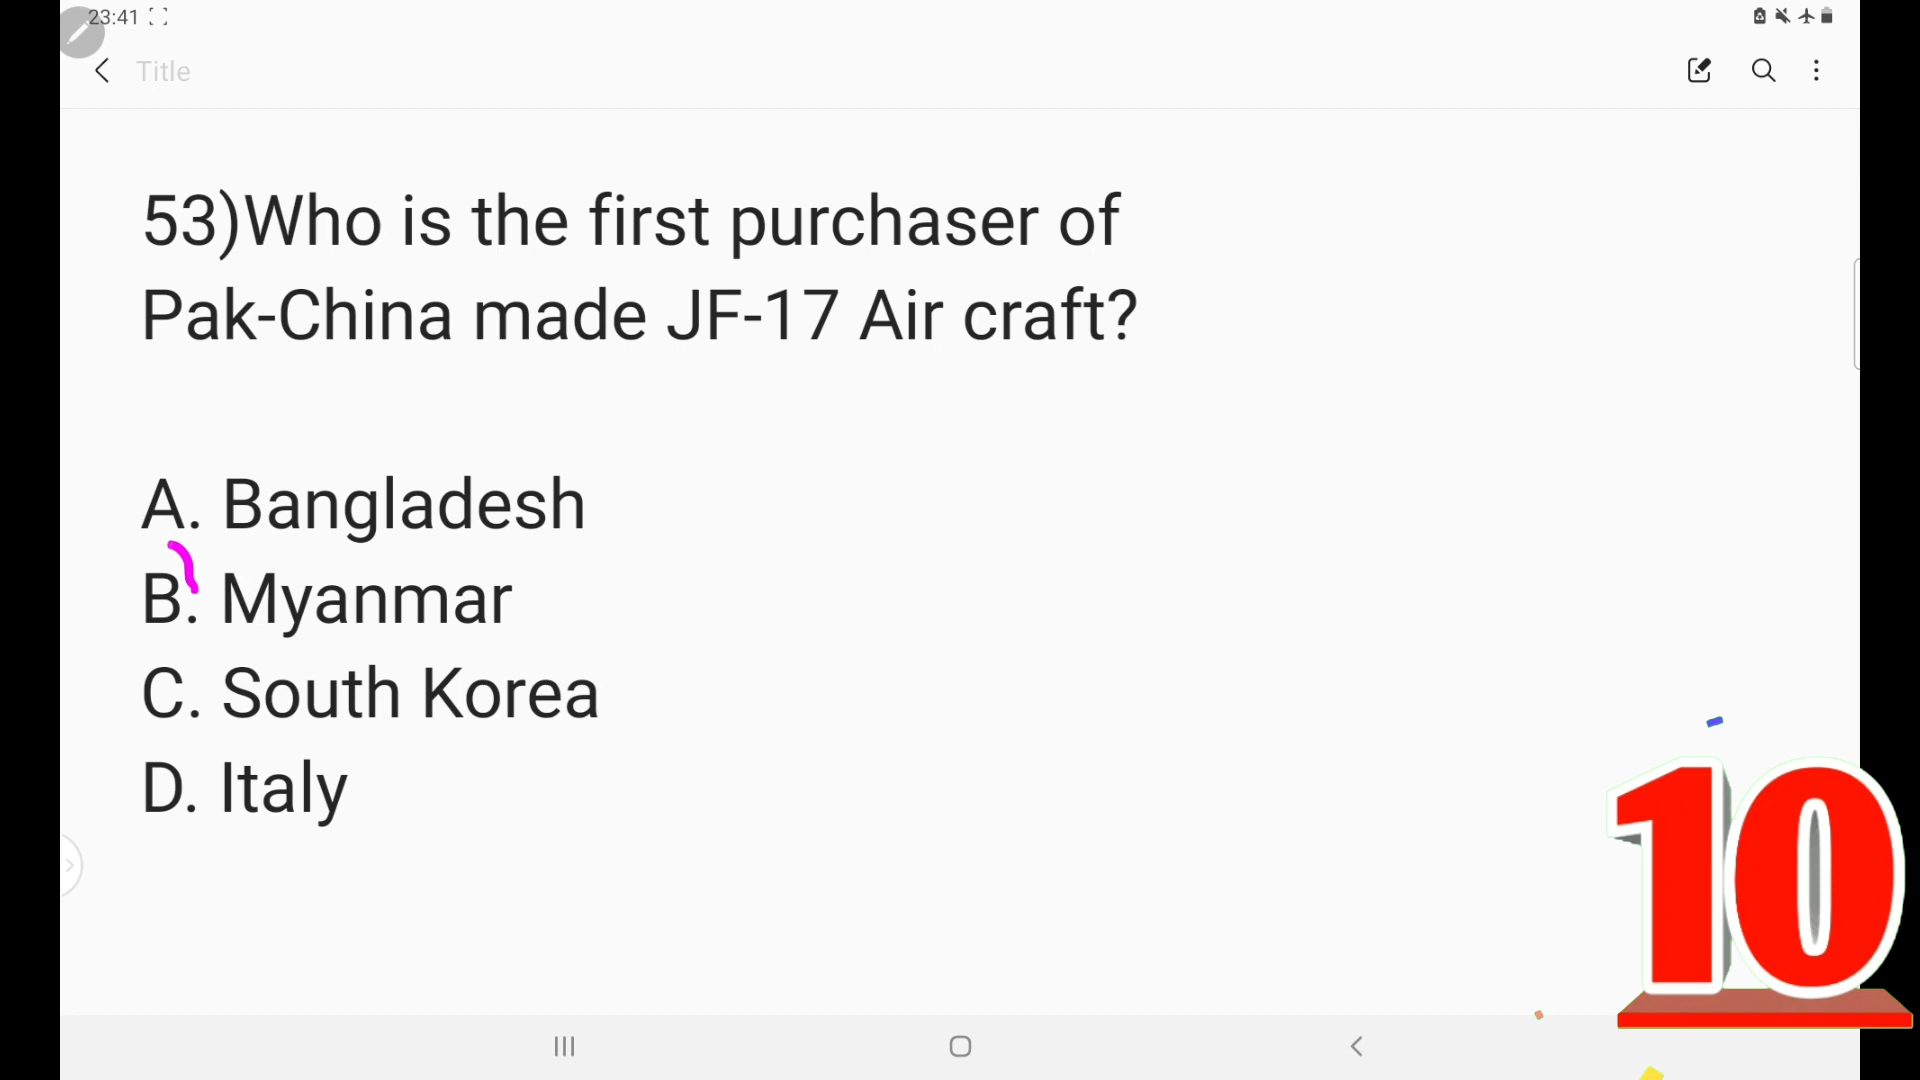 23:41
Title
53)Who is the first purchaser of
Pak-China made JF-17 Air craft?
A. Bangladesh
B. Myanmar
C. South Korea
D. Italy
10